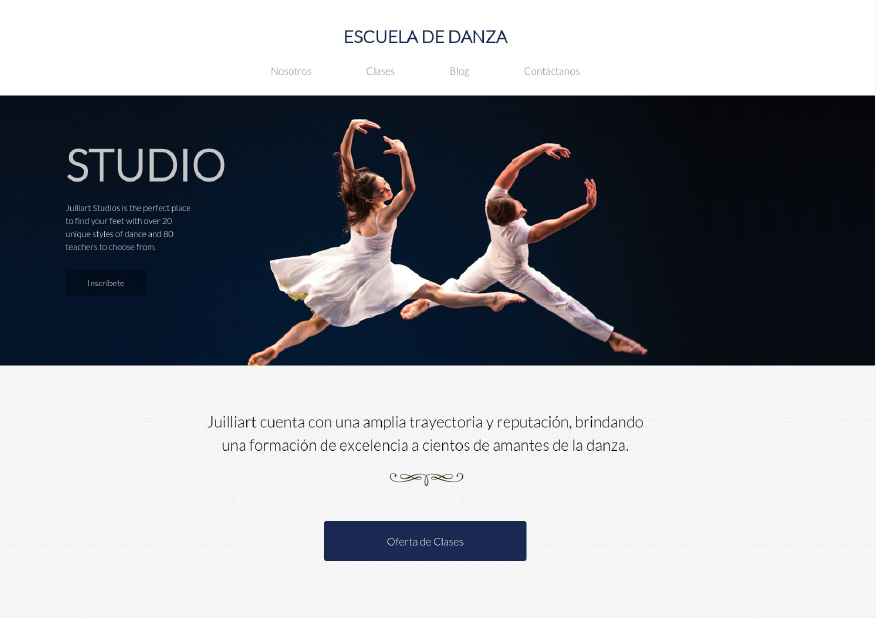 ESCUELA DE DANZA
Nosotros Clases Blog Contáctanos
STUDIO
Julliart Studios is the perfect place
to find your feet with over 20
unique styles of dance and 80
teachers to choose from.
Inscríbete
Juilliart cuenta con una amplia trayectoria y reputación, brindando
una formación de excelencia a cientos de amantes de la danza.
Oferta de Clases